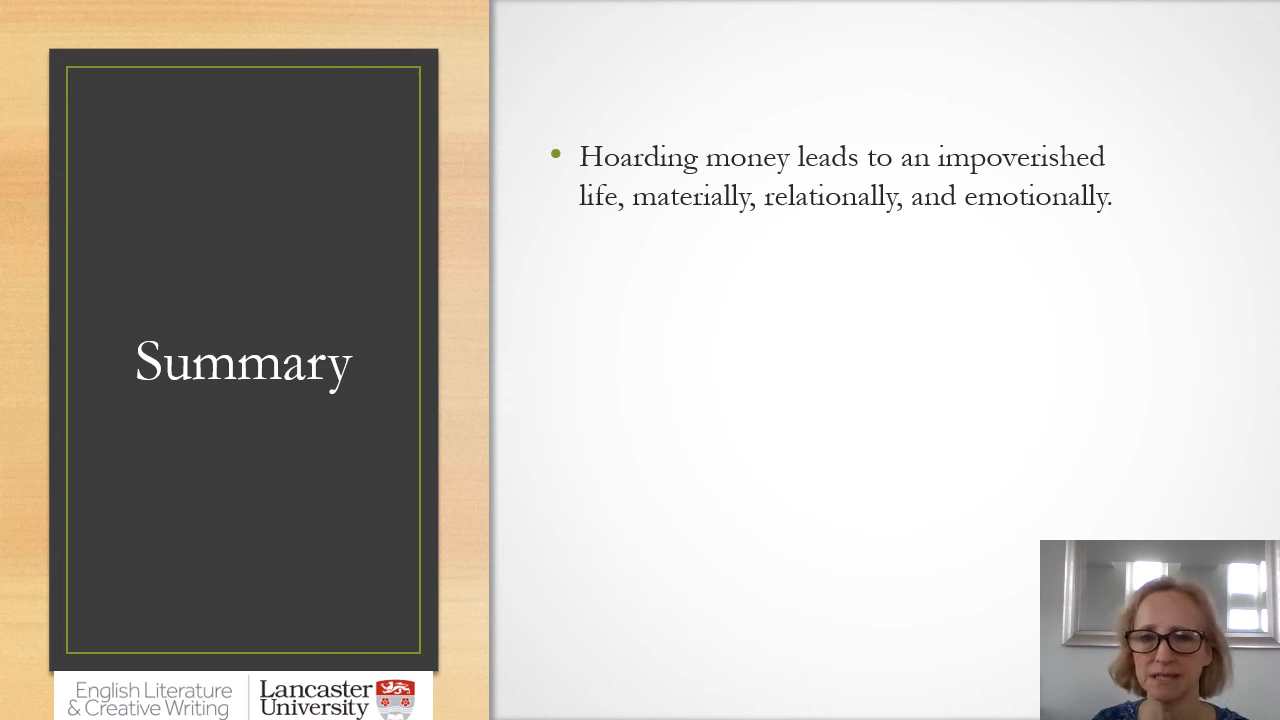 Summary
• Hoarding money leads to an impoverished
life, materially, relationally, and emotionally.
English Literature
& Creative Writing
Lancaster
University